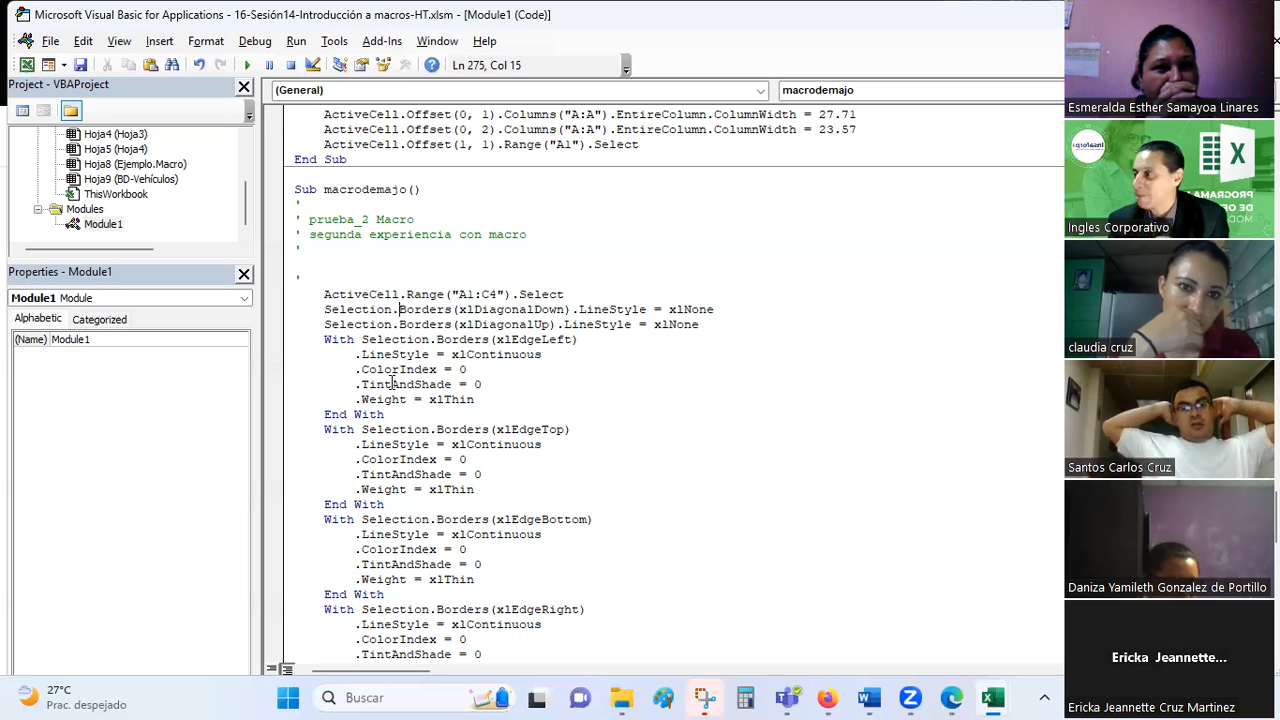 Microsoft Visual Basic for Applications - 16-Sesión14-Introducción a macros-HT.xlsm - [Module1 (Code)]
File Edit View Insert Format Debug Run Tools Add-Ins Window Help
Ln 275, Col 15
Project - VBAProject
Hoja4 (Hoja3)
Hoja5 (Hoja4)
Hoja8 (Ejemplo.Macro)
Hoja9 (BD-Vehículos)
ThisWorkbook
Modules
Module1
Properties - Module1
Module1 Module
Alphabetic Categorized
(Name) Module1
(General) macrodemajo
ActiveCell.Offset(0, 1).Columns("A:A").EntireColumn.ColumnWidth = 27.71
ActiveCell.Offset(0, 2).Columns("A:A").EntireColumn.ColumnWidth = 23.57
ActiveCell.Offset(1, 1).Range("A1").Select
End Sub
Sub macrodemajo()
'
' prueba_2 Macro
' segunda experiencia con macro
'
'
ActiveCell.Range("A1:C4").Select
Selection.Borders(xlDiagonalDown).LineStyle = xlNone
Selection.Borders(xlDiagonalUp).LineStyle = xlNone
With Selection.Borders(xlEdgeLeft)
.LineStyle = xlContinuous
.ColorIndex = 0
.TintAndShade = 0
.Weight = xlThin
End With
With Selection.Borders(xlEdgeTop)
.LineStyle = xlContinuous
.ColorIndex = 0
.TintAndShade = 0
.Weight = xlThin
End With
With Selection.Borders(xlEdgeBottom)
.LineStyle = xlContinuous
.ColorIndex = 0
.TintAndShade = 0
.Weight = xlThin
End With
With Selection.Borders(xlEdgeRight)
.LineStyle = xlContinuous
.ColorIndex = 0
.TintAndShade = 0
Esmeralda Esther Samayoa Linares
Insaforp
X
PROGRAMA
DE OF
MOD
Ingles Corporativo
claudia cruz
Santos Carlos Cruz
Daniza Yamileth Gonzalez de Portillo
Ericka Jeannette...
Ericka Jeannette Cruz Martinez
27°C
Prac. despejado
Buscar